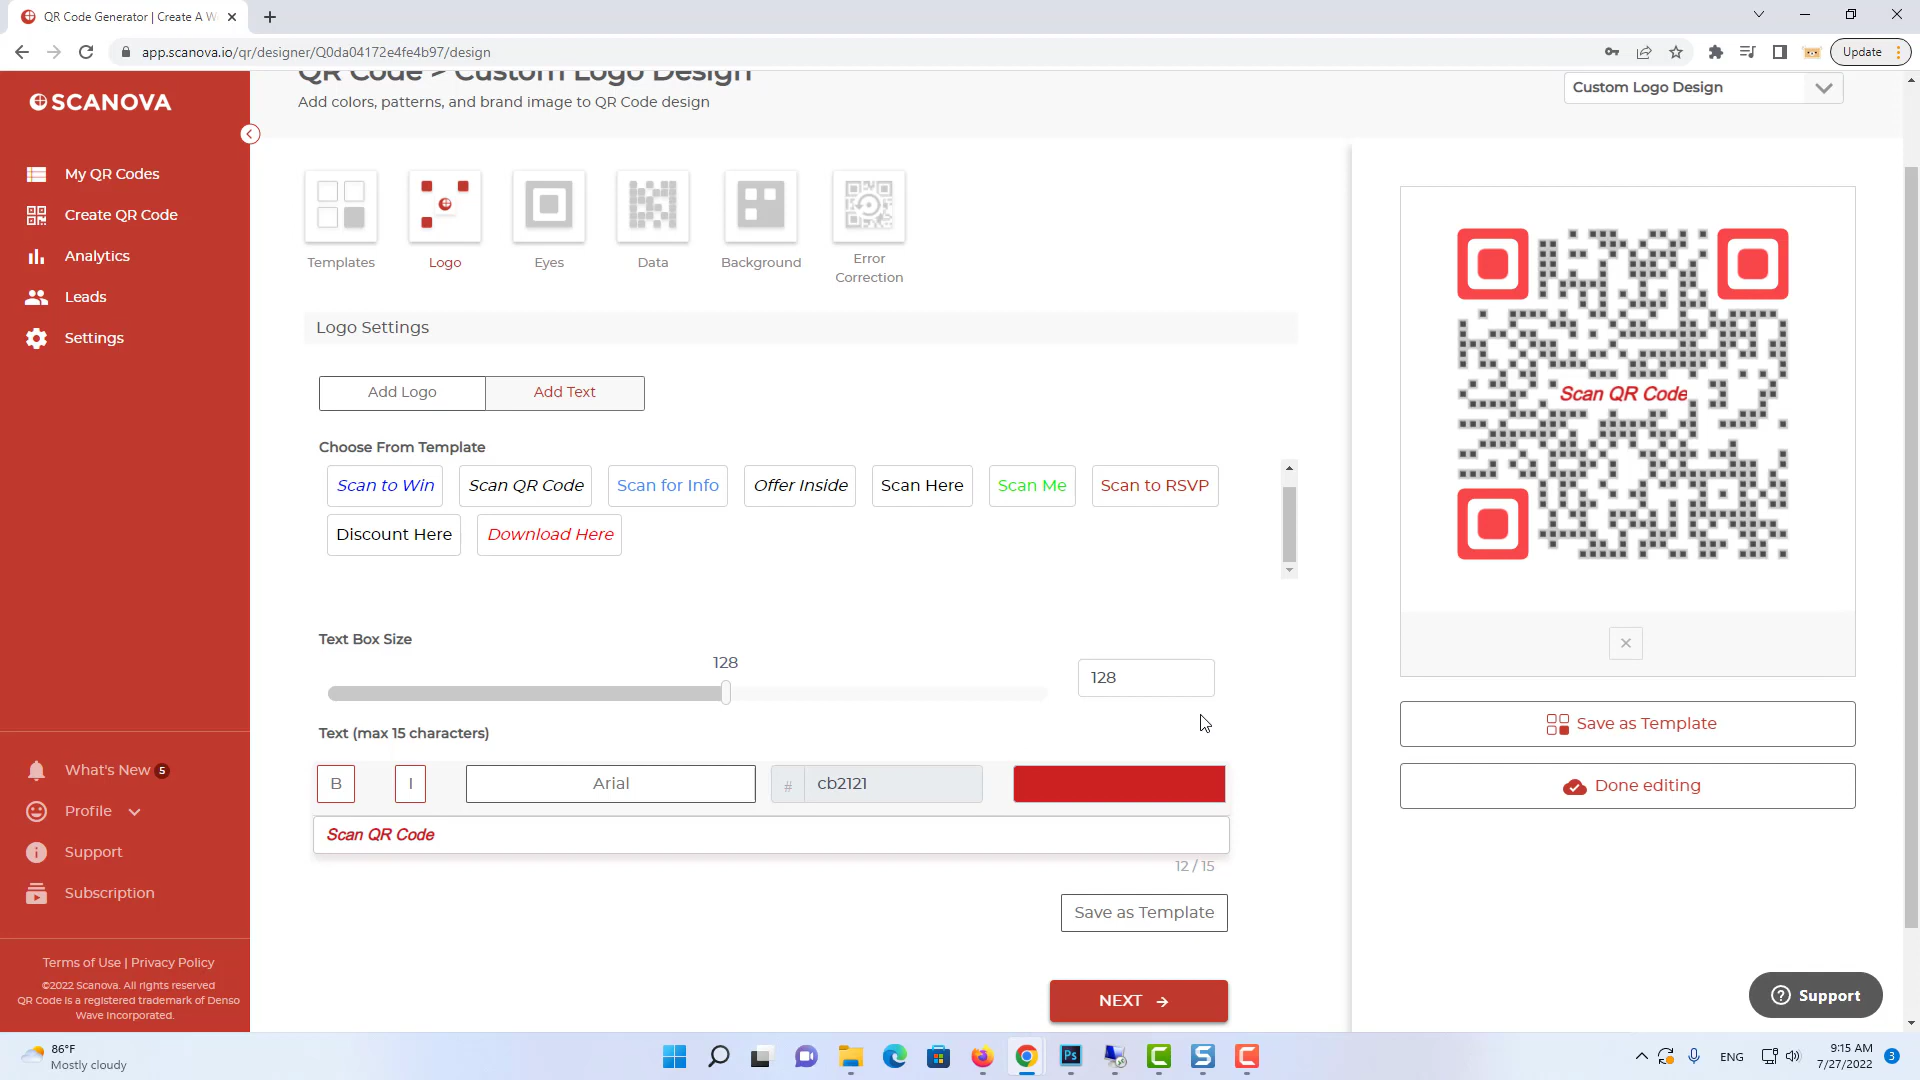 QR Code Generator | Create A W
app.scanova.io/qr/designer/Q0da04172e4fe4b97/design
Update
SCANOVA
My QR Codes
Create QR Code
Analytics
Leads
Settings
What's New 5
Profile
Support
Subscription
Terms of Use | Privacy Policy
©2022 Scanova. All rights reserved
QR Code is a registered trademark of Denso
Wave Incorporated.
QR Code > Custom Logo Design
Add colors, patterns, and brand image to QR Code design
Custom Logo Design
Templates
Logo
Eyes
Data
Background
Error
Correction
Logo Settings
Add Logo
Add Text
Choose From Template
Scan to Win
Scan QR Code
Scan for Info
Offer Inside
Scan Here
Scan Me
Scan to RSVP
Discount Here
Download Here
Text Box Size
128
128
Text (max 15 characters)
B
I
Arial
# cb2121
Scan QR Code
12 / 15
Save as Template
NEXT
Scan QR Code
Save as Template
Done editing
Support
86°F
Mostly cloudy
Ps
C
S
C
ENG
9:15 AM
7/27/2022
3